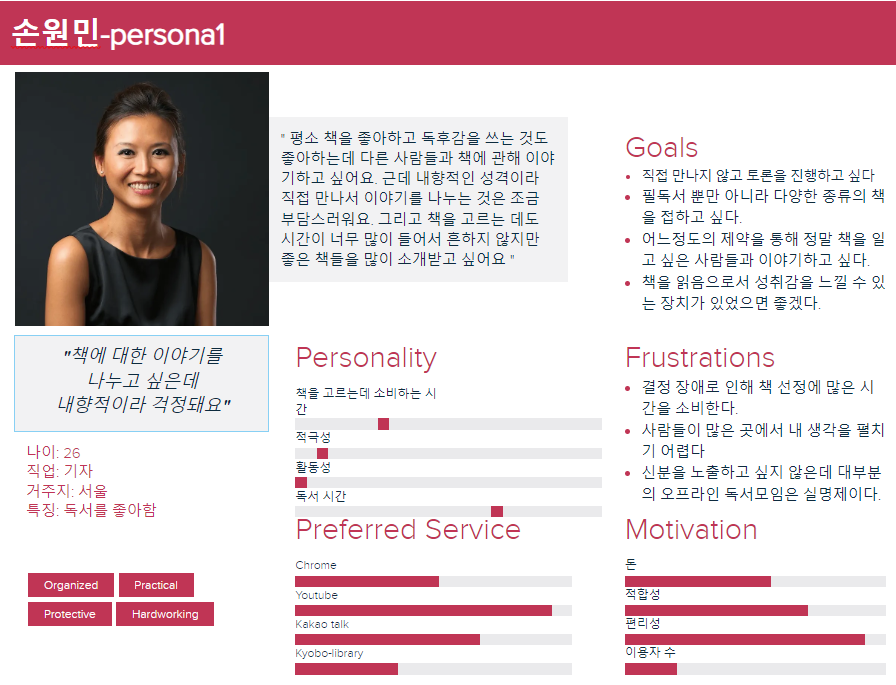 손원민-persona1
" 평소 책을 좋아하고 독후감을 쓰는 것도
좋아하는데 다른 사람들과 책에 관해 이야
기하고 싶어요. 근데 내향적인 성격이라
직접 만나서 이야기를 나누는 것은 조금
부담스러워요. 그리고 책을 고르는 데도
시간이 너무 많이 들어서 흔하지 않지만
좋은 책들을 많이 소개받고 싶어요 "
"책에 대한 이야기를
나누고 싶은데
내향적이라 걱정돼요"
나이: 26
직업: 기자
거주지: 서울
특징: 독서를 좋아함
Organized
Practical
Protective
Hardworking
Personality
책을 고르는데 소비하는 시
간
적극성
활동성
독서 시간
Preferred Service
Chrome
Youtube
Kakao talk
Kyobo-library
Goals
• 직접 만나지 않고 토론을 진행하고 싶다
• 필독서 뿐만 아니라 다양한 종류의 책
을 접하고 싶다.
• 어느정도의 제약을 통해 정말 책을 읽
고 싶은 사람들과 이야기하고 싶다.
• 책을 읽음으로서 성취감을 느낄 수 있
는 장치가 있었으면 좋겠다.
Frustrations
• 결정 장애로 인해 책 선정에 많은 시
간을 소비한다.
• 사람들이 많은 곳에서 내 생각을 펼치
기 어렵다
• 신분을 노출하고 싶지 않은데 대부분
의 오프라인 독서모임은 실명제이다.
Motivation
돈
적합성
편리성
이용자 수